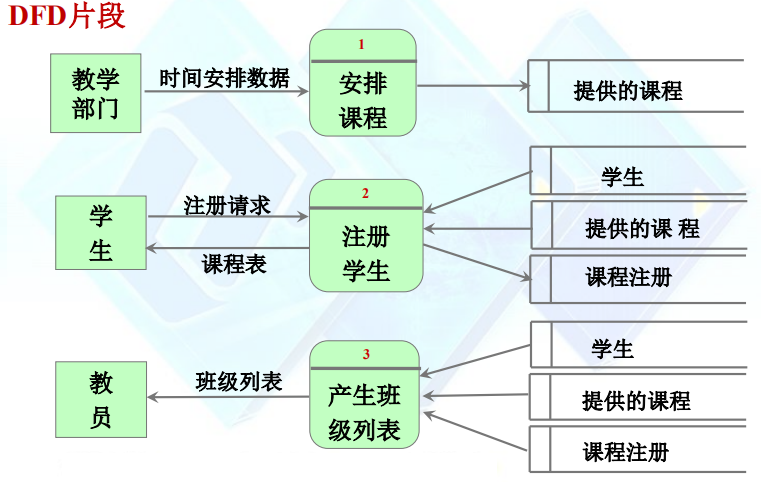 DFD片段
1
教学
部门
时间安排数据
安排
课程
提供的课程
2
学
生
注册请求
课程表
注册
学生
学生
提供的课 程
课程注册
3
教
员
班级列表
产生班
级列表
学生
提供的课程
课程注册